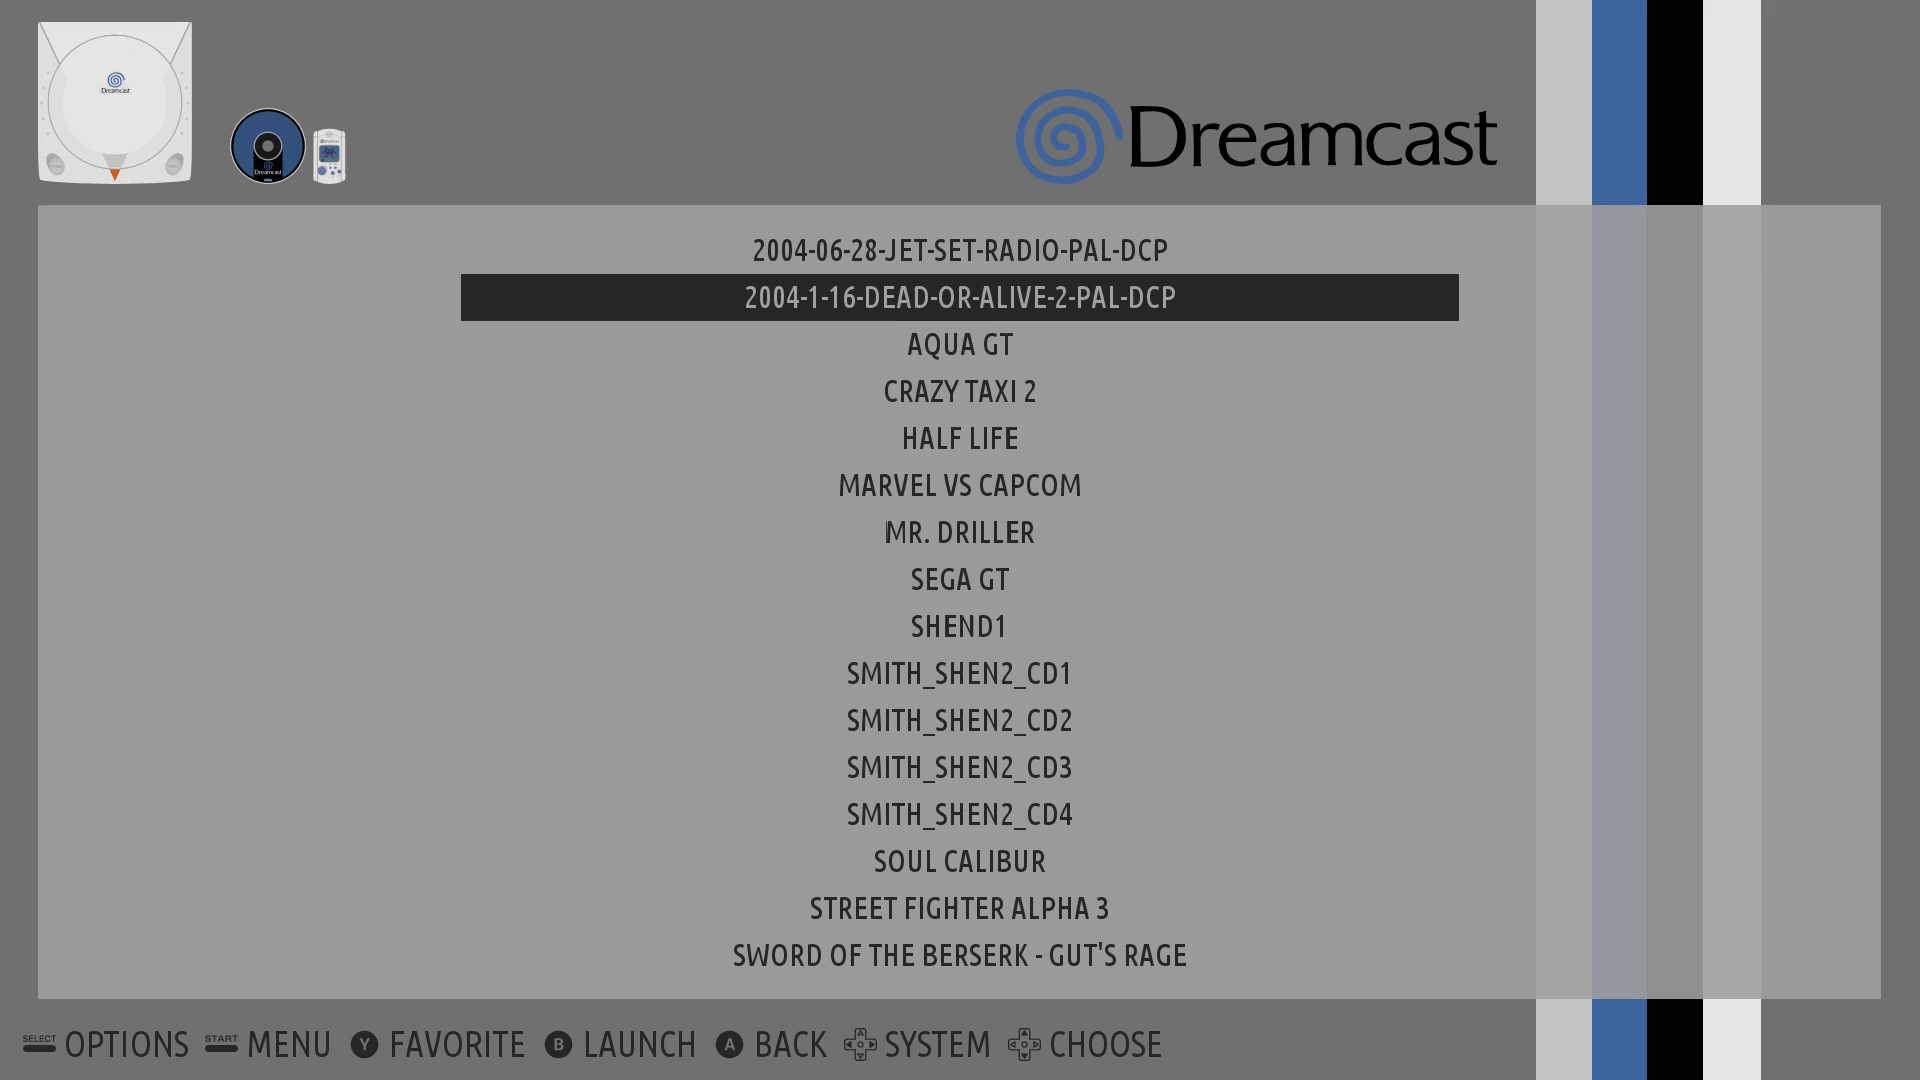 Dreamcast
Dreamcast
Dreamcast
2004-06-28-JET-SET-RADIO-PAL-DCP
2004-1-16-DEAD-OR-ALIVE-2-PAL-DCP
AQUA GT
CRAZY TAXI 2
HALF LIFE
MARVEL VS CAPCOM
MR. DRILLER
SEGA GT
SHEND1
SMITH_SHEN2_CD1
SMITH_SHEN2_CD2
SMITH_SHEN2_CD3
SMITH_SHEN2_CD4
SOUL CALIBUR
STREET FIGHTER ALPHA 3
SWORD OF THE BERSERK - GUT'S RAGE
SELECT OPTIONS START MENU Y FAVORITE B LAUNCH A BACK SYSTEM CHOOSE